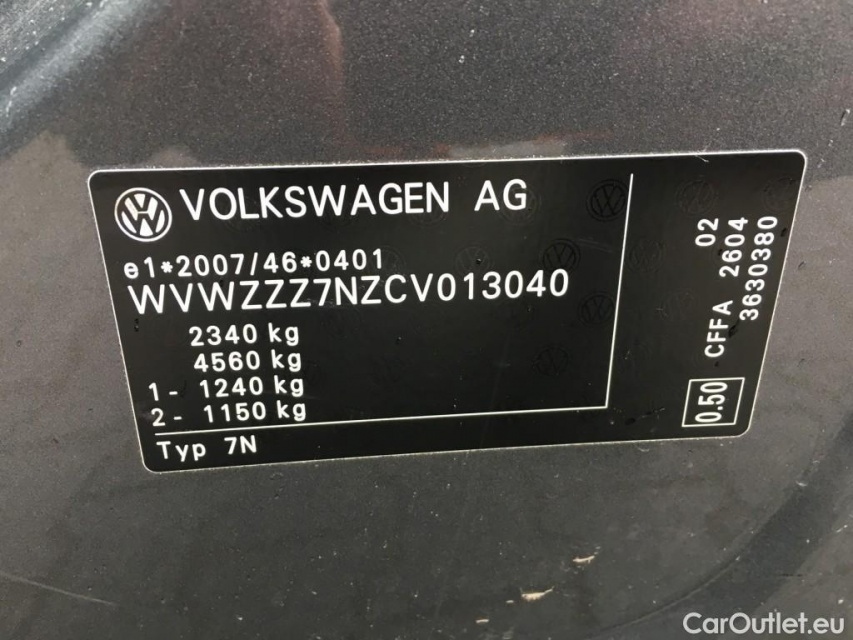 VOLKSWAGEN AG
e1*2007/46*0401
WVWZZZ7NZCV013040
2340 kg
4560 kg
1- 1240 kg
2- 1150 kg
Typ 7N
02
CFFA 2604
3630380
0.50
CarOutlet.eu